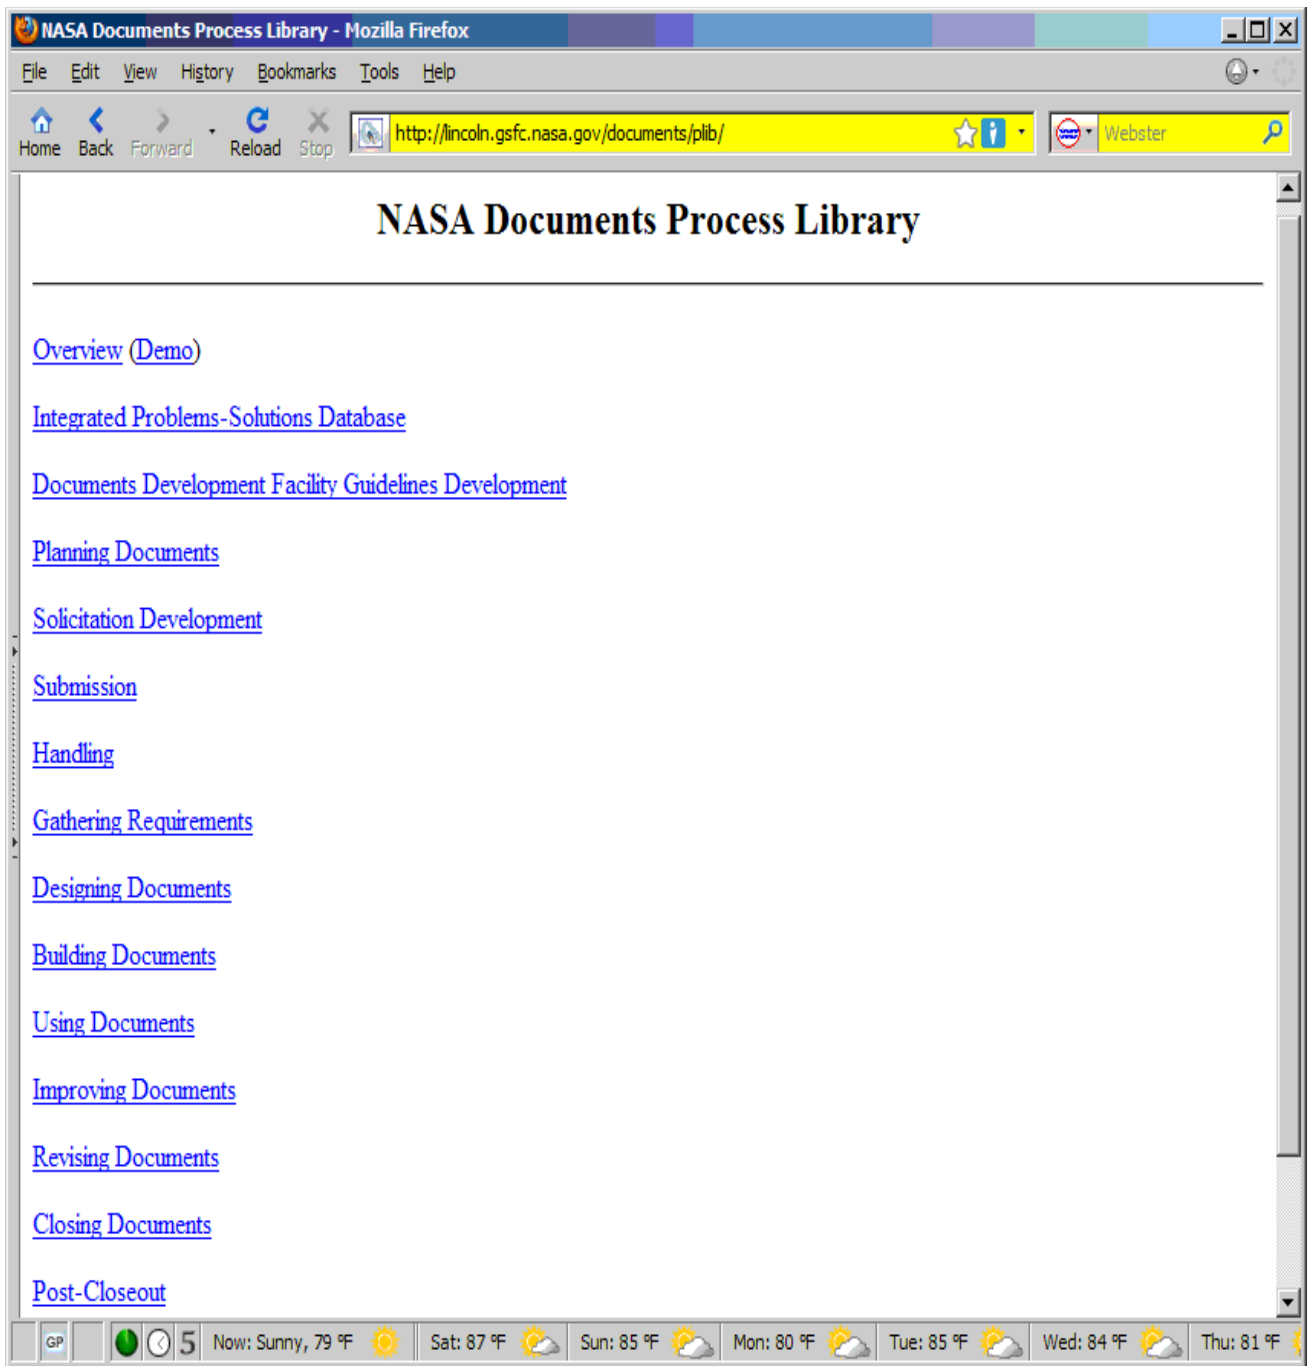 NASA Documents Process Library - Mozilla Firefox
File Edit View History Bookmarks Tools Help
Home Back Forward Reload Stop http://lincoln.gsfc.nasa.gov/documents/plib/ Webster
NASA Documents Process Library
Overview (Demo)
Integrated Problems-Solutions Database
Documents Development Facility Guidelines Development
Planning Documents
Solicitation Development
Submission
Handling
Gathering Requirements
Designing Documents
Building Documents
Using Documents
Improving Documents
Revising Documents
Closing Documents
Post-Closeout
GP 5 Now: Sunny, 79 °F Sat: 87 °F Sun: 85 °F Mon: 80 °F Tue: 85 °F Wed: 84 °F Thu: 81 °F